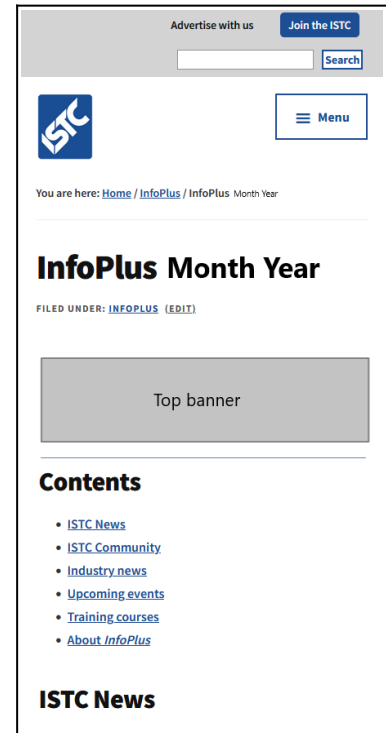 Advertise with us Join the ISTC
Search
ISTC
Menu
You are here: Home / InfoPlus / InfoPlus Month Year
InfoPlus Month Year
FILED UNDER: INFOPLUS (EDIT)
Top banner
Contents
• ISTC News
• ISTC Community
• Industry news
• Upcoming events
• Training courses
• About InfoPlus
ISTC News